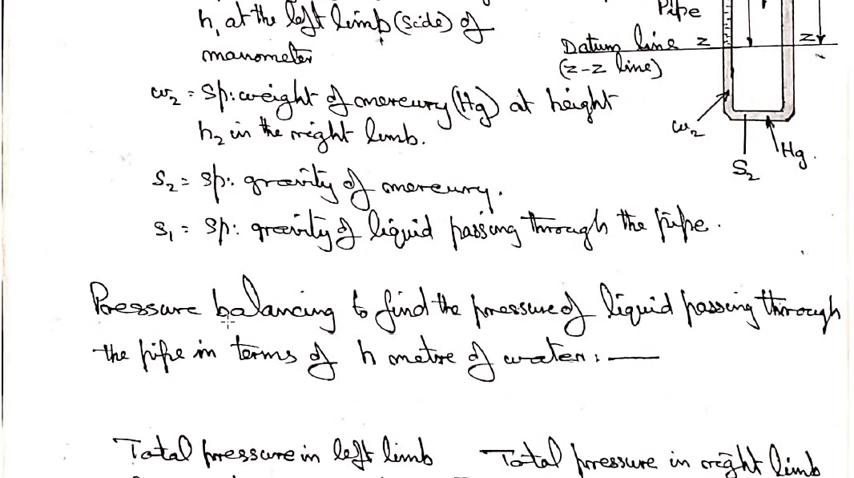 h₁ at the left limb (side) of
Pipe
manometer
Datum line z z
(z-z line)
w₂ = Sp: weight of mercury (Hg) at height
h₂ in the right limb.
w₂
Hg.
S₂
S₂ = Sp: gravity of mercury.
S₁ = Sp: gravity of liquid passing through the pipe.
Pressure balancing to find the pressure of liquid passing through
the pipe in terms of h metre of water:
Total pressure in left limb Total pressure in right limb